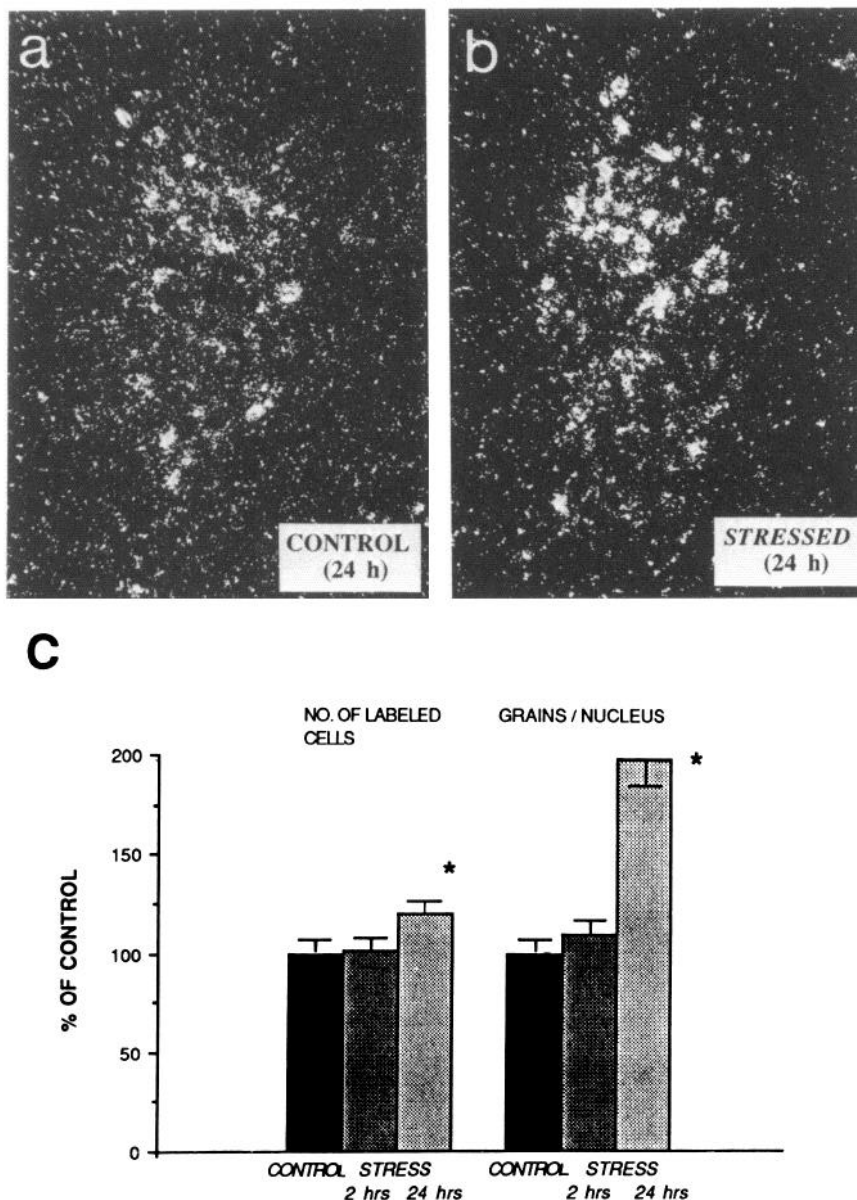 a
b
CONTROL
(24 h)
STRESSED
(24 h)
C
NO. OF LABELED
CELLS
GRAINS / NUCLEUS
% OF CONTROL
200
150
100
50
0
*
*
CONTROL STRESS
2 hrs 24 hrs
CONTROL STRESS
2 hrs 24 hrs